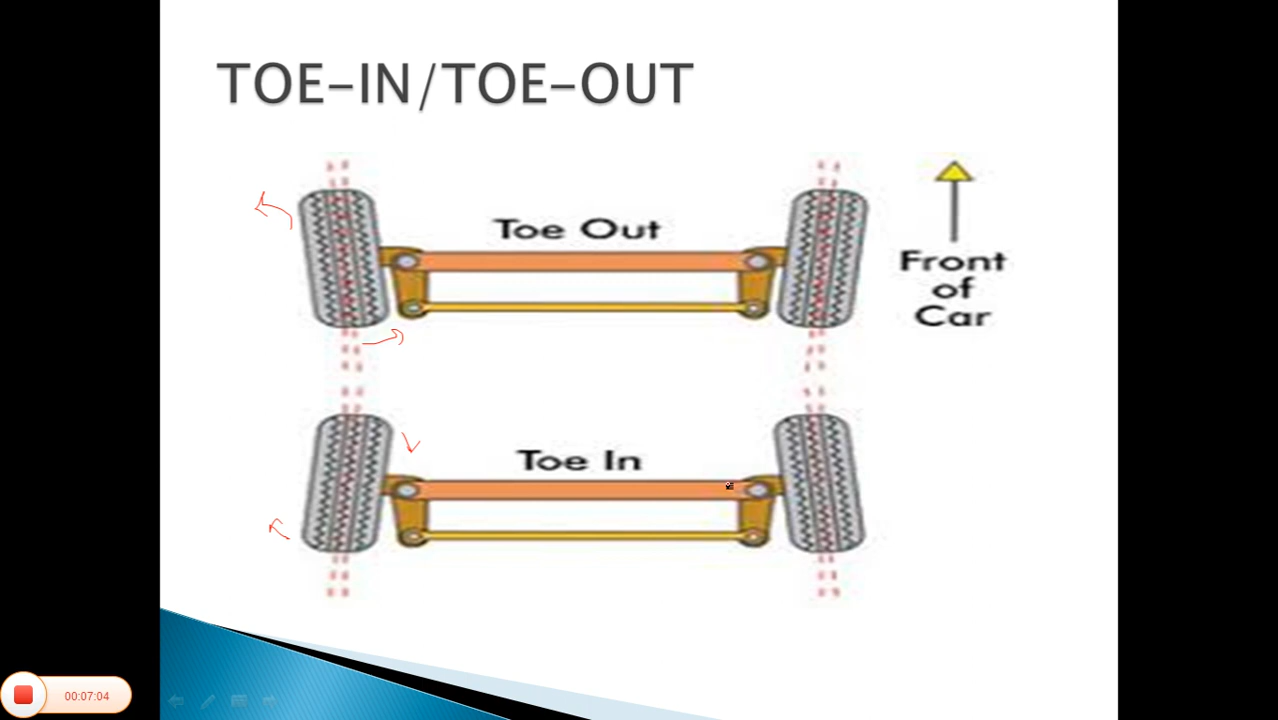 TOE-IN/TOE-OUT
Toe Out
Front
of
Car
Toe In
00:07:04